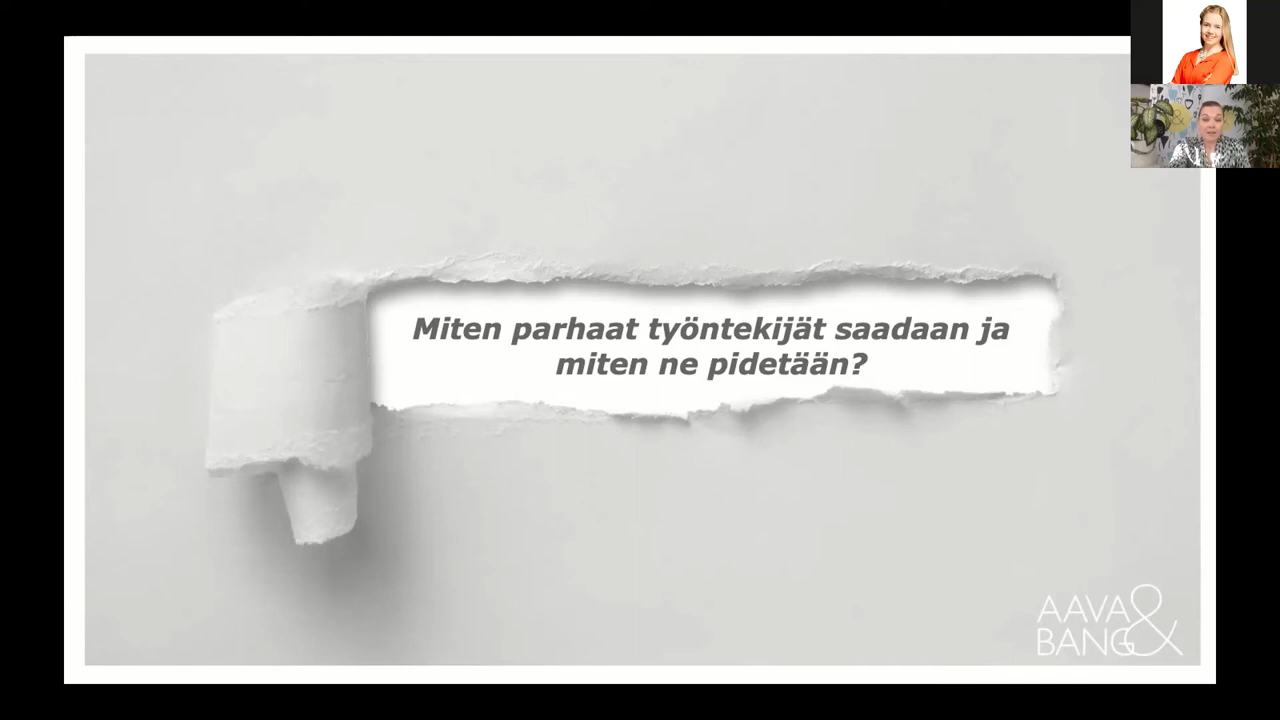 Miten parhaat työntekijät saadaan ja
miten ne pidetään?
AAVA&
BANG